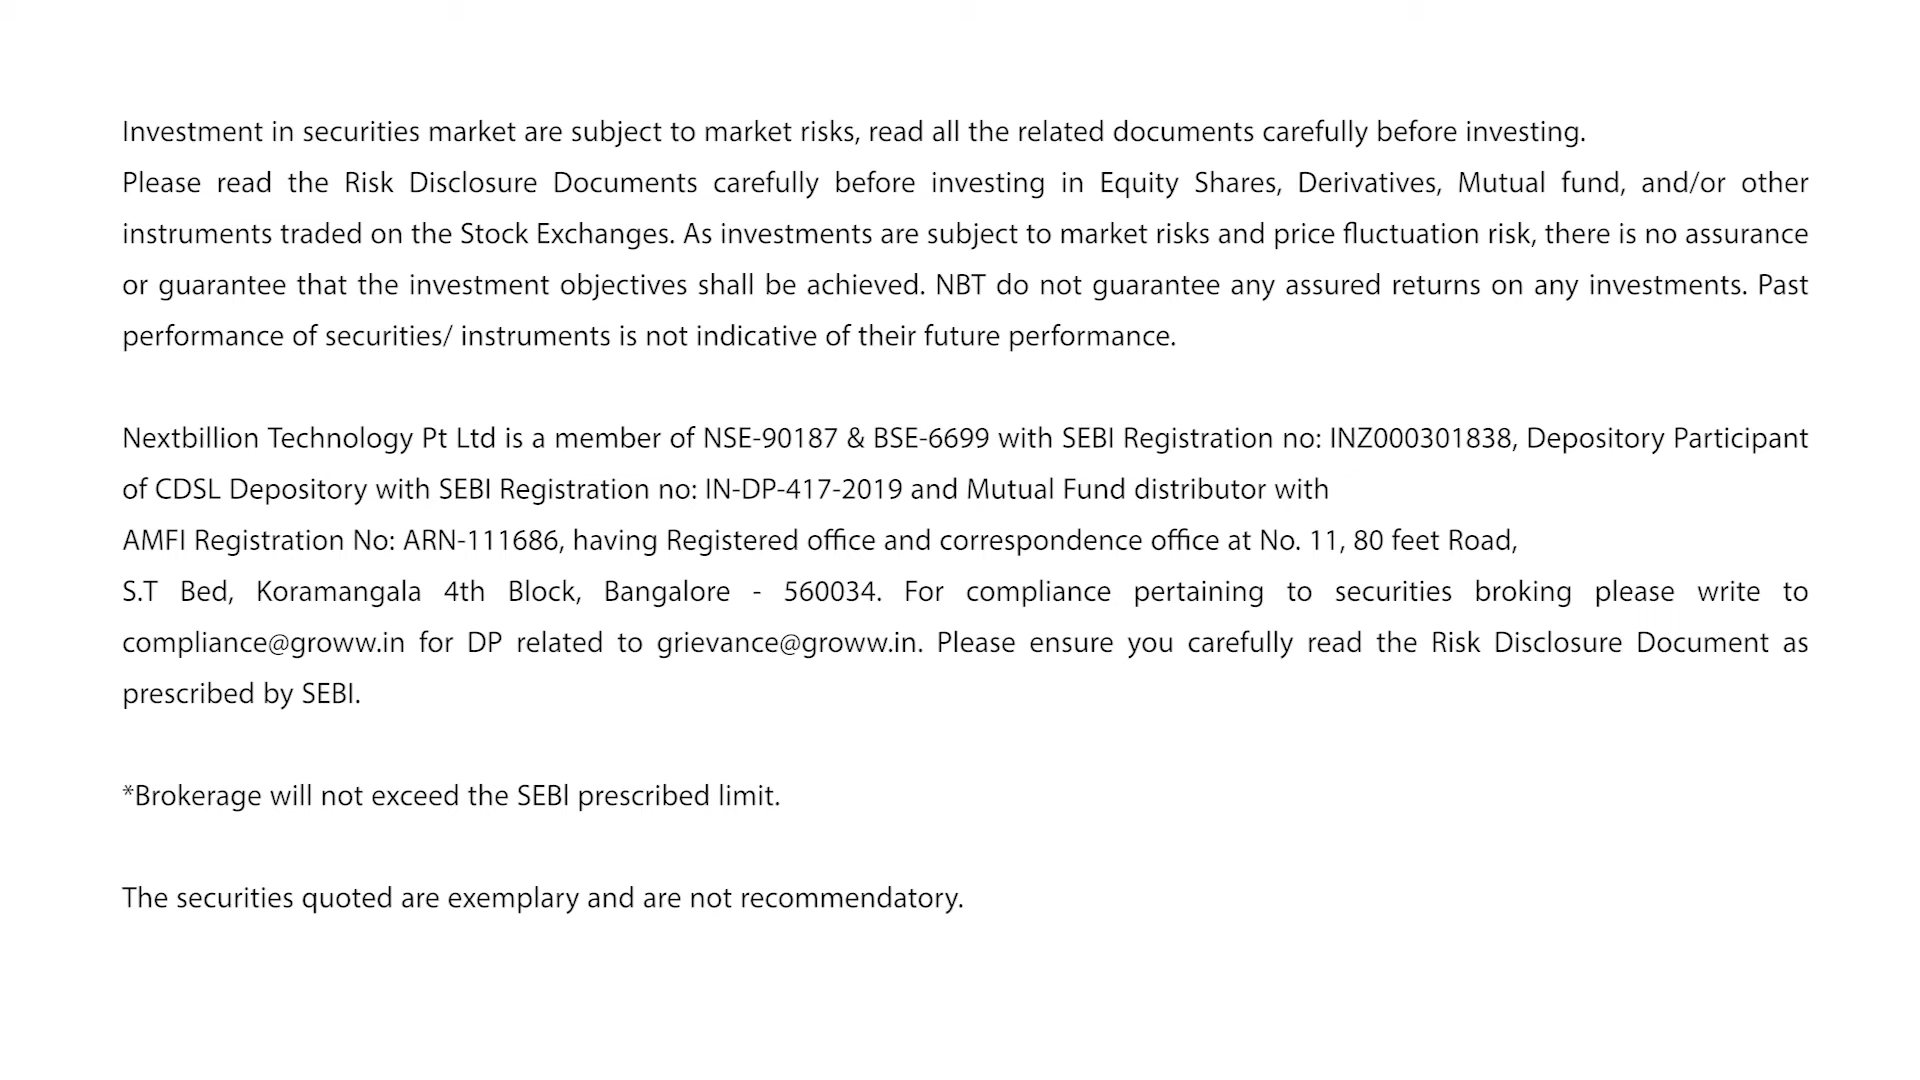 Investment in securities market are subject to market risks, read all the related documents carefully before investing.
Please read the Risk Disclosure Documents carefully before investing in Equity Shares, Derivatives, Mutual fund, and/or other
instruments traded on the Stock Exchanges. As investments are subject to market risks and price fluctuation risk, there is no assurance
or guarantee that the investment objectives shall be achieved. NBT do not guarantee any assured returns on any investments. Past
performance of securities/ instruments is not indicative of their future performance.
Nextbillion Technology Pt Ltd is a member of NSE-90187 & BSE-6699 with SEBI Registration no: INZ000301838, Depository Participant
of CDSL Depository with SEBI Registration no: IN-DP-417-2019 and Mutual Fund distributor with
AMFI Registration No: ARN-111686, having Registered office and correspondence office at No. 11, 80 feet Road,
S.T Bed, Koramangala 4th Block, Bangalore - 560034. For compliance pertaining to securities broking please write to
compliance@groww.in for DP related to grievance@groww.in. Please ensure you carefully read the Risk Disclosure Document as
prescribed by SEBI.
*Brokerage will not exceed the SEBl prescribed limit.
The securities quoted are exemplary and are not recommendatory.